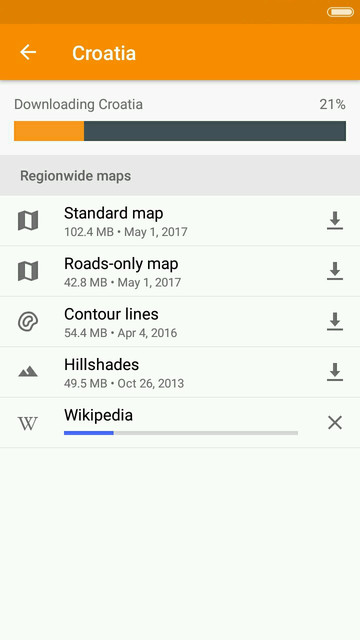 Croatia
Downloading Croatia 21%
Regionwide maps
Standard map
102.4 MB • May 1, 2017
Roads-only map
42.8 MB • May 1, 2017
Contour lines
54.4 MB • Apr 4, 2016
Hillshades
49.5 MB • Oct 26, 2013
W Wikipedia